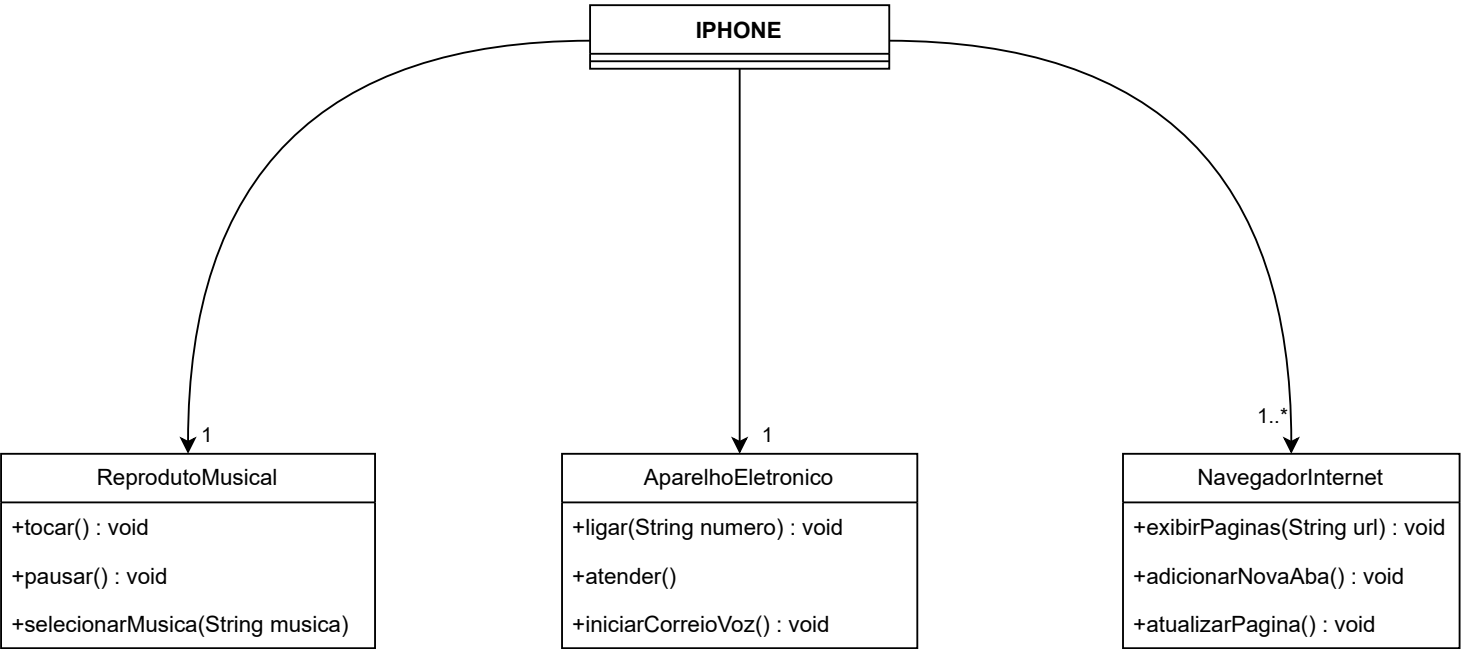 IPHONE
1
1
1..*
ReprodutoMusical
+tocar() : void
+pausar() : void
+selecionarMusica(String musica)
AparelhoEletronico
+ligar(String numero) : void
+atender()
+iniciarCorreioVoz() : void
NavegadorInternet
+exibirPaginas(String url) : void
+adicionarNovaAba() : void
+atualizarPagina() : void